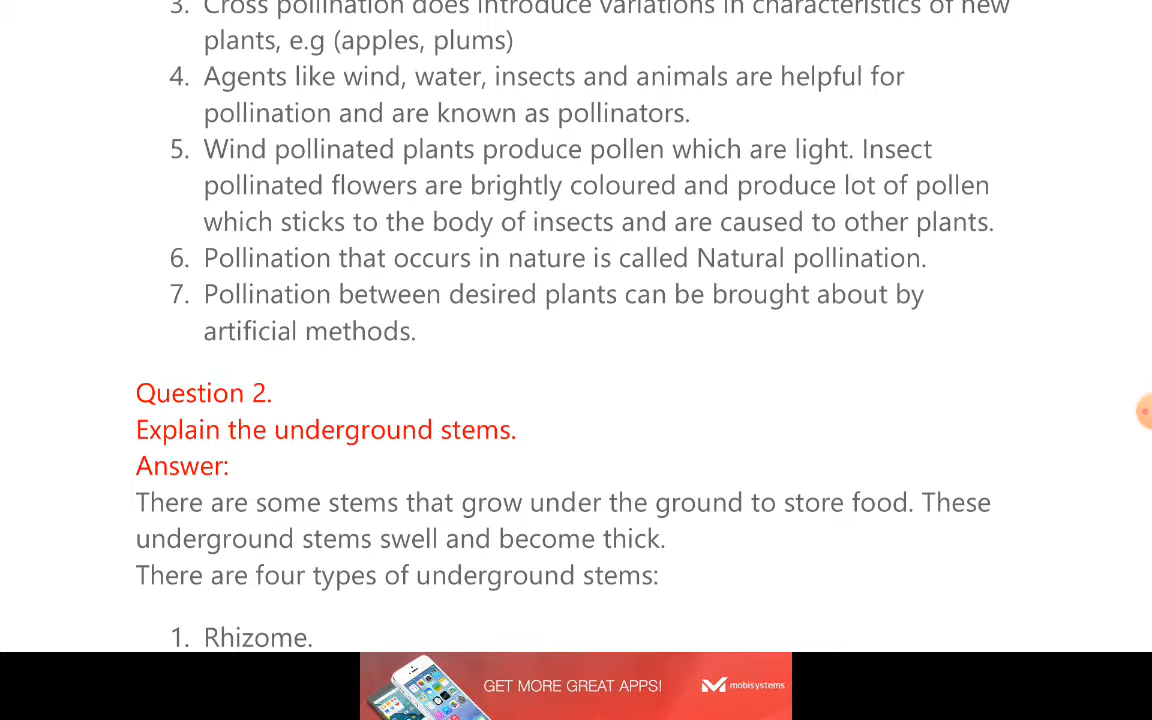 3. Cross pollination does introduce variations in characteristics of new
plants, e.g (apples, plums)
4. Agents like wind, water, insects and animals are helpful for
pollination and are known as pollinators.
5. Wind pollinated plants produce pollen which are light. Insect
pollinated flowers are brightly coloured and produce lot of pollen
which sticks to the body of insects and are caused to other plants.
6. Pollination that occurs in nature is called Natural pollination.
7. Pollination between desired plants can be brought about by
artificial methods.
Question 2.
Explain the underground stems.
Answer:
There are some stems that grow under the ground to store food. These
underground stems swell and become thick.
There are four types of underground stems:
1. Rhizome.
GET MORE GREAT APPS!
mobisystems